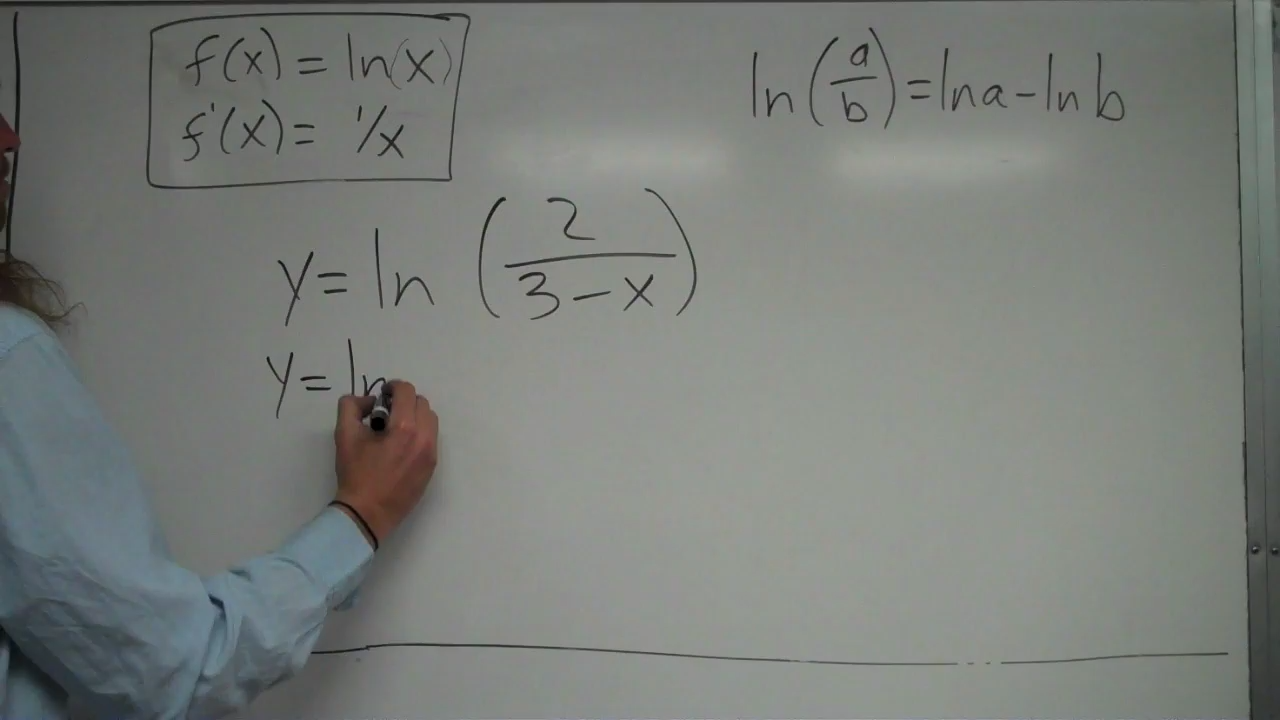 f(x) = ln(x)
f'(x) = 1/x
ln(a/b) = ln a - ln b
y = ln (2/(3-x))
y = ln